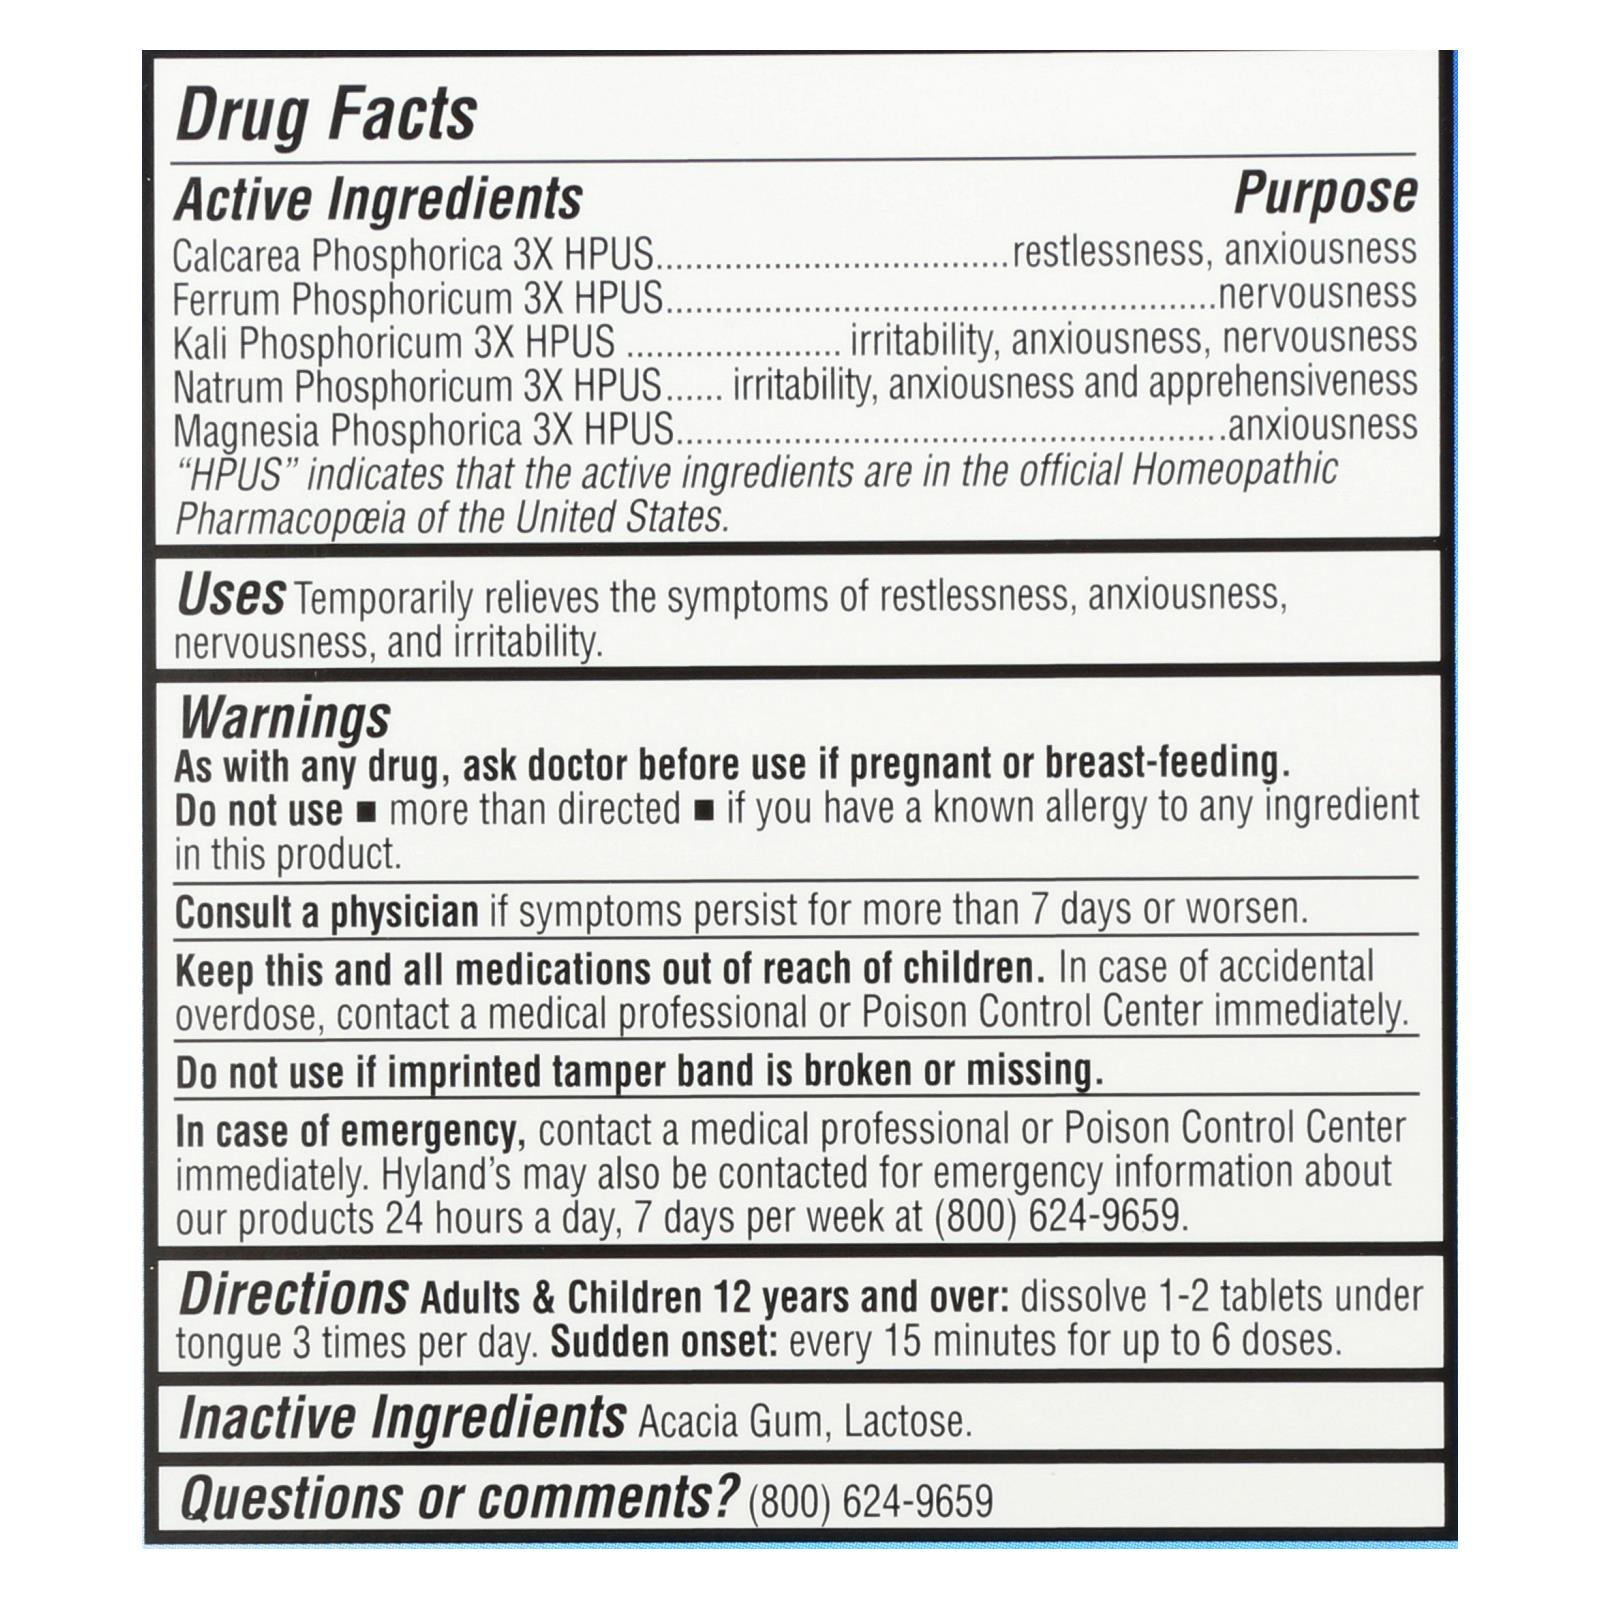 Drug Facts
Active Ingredients Purpose
Calcarea Phosphorica 3X HPUS....................................restlessness, anxiousness
Ferrum Phosphoricum 3X HPUS........................................................nervousness
Kali Phosphoricum 3X HPUS ...................... irritability, anxiousness, nervousness
Natrum Phosphoricum 3X HPUS...... irritability, anxiousness and apprehensiveness
Magnesia Phosphorica 3X HPUS........................................................anxiousness
“HPUS” indicates that the active ingredients are in the official Homeopathic
Pharmacopœia of the United States.
Uses Temporarily relieves the symptoms of restlessness, anxiousness,
nervousness, and irritability.
Warnings
As with any drug, ask doctor before use if pregnant or breast-feeding.
Do not use ■ more than directed ■ if you have a known allergy to any ingredient
in this product.
Consult a physician if symptoms persist for more than 7 days or worsen.
Keep this and all medications out of reach of children. In case of accidental
overdose, contact a medical professional or Poison Control Center immediately.
Do not use if imprinted tamper band is broken or missing.
In case of emergency, contact a medical professional or Poison Control Center
immediately. Hyland’s may also be contacted for emergency information about
our products 24 hours a day, 7 days per week at (800) 624-9659.
Directions Adults & Children 12 years and over: dissolve 1-2 tablets under
tongue 3 times per day. Sudden onset: every 15 minutes for up to 6 doses.
Inactive Ingredients Acacia Gum, Lactose.
Questions or comments? (800) 624-9659